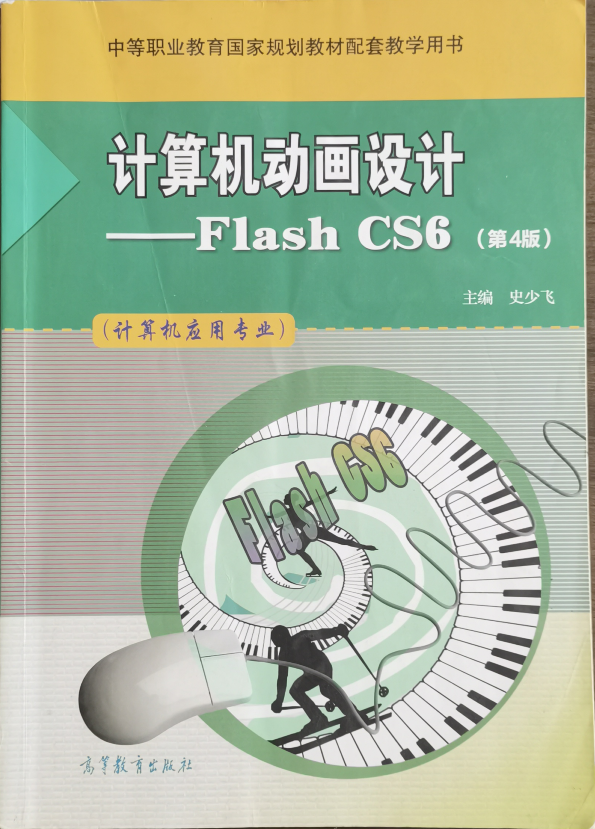 中等职业教育国家规划教材配套教学用书
计算机动画设计
——Flash CS6（第4版）
主编 史少飞
（计算机应用专业）
Flash CS6
高等教育出版社